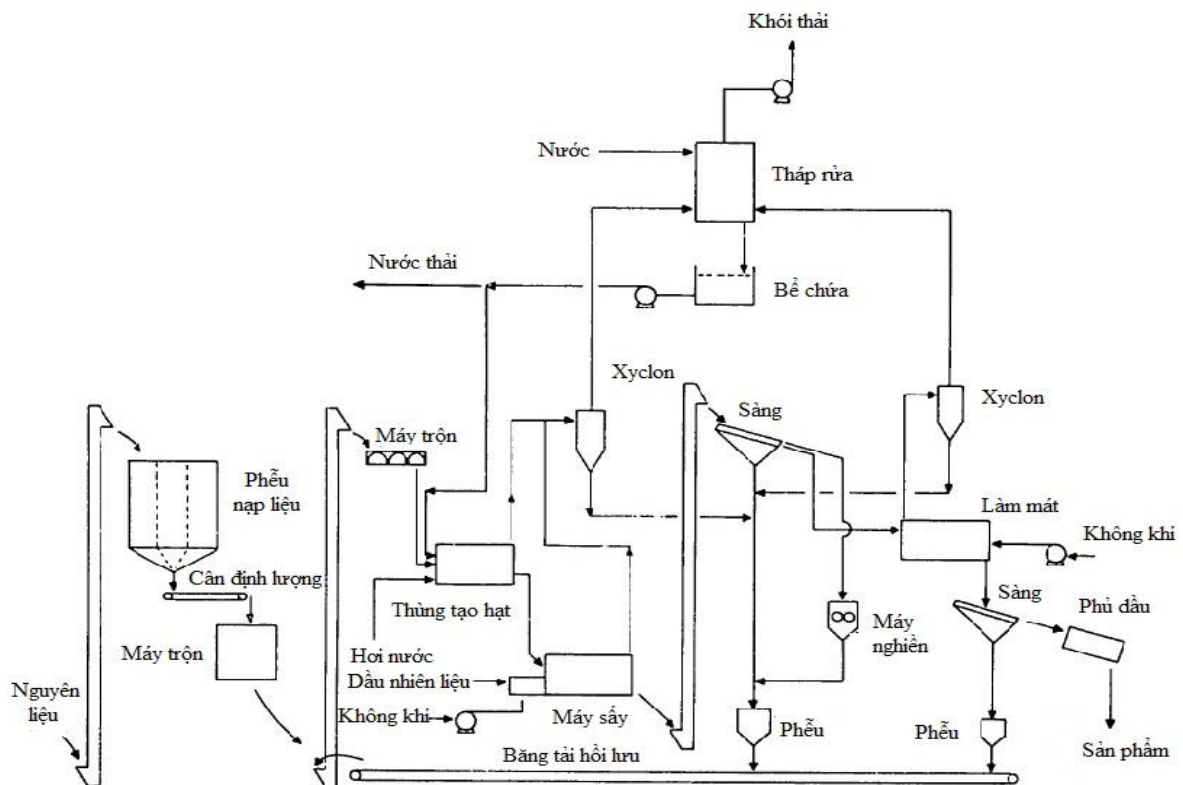 Khói thải
Nước
Tháp rửa
Nước thải
Bể chứa
Xyclon
Sàng
Xyclon
Máy trộn
Phễu
nạp liệu
Làm mát
Không khí
Cân định lượng
Thùng tạo hạt
Sàng
Phủ dầu
Máy trộn
Máy
nghiền
Hơi nước
Dầu nhiên liệu
Nguyên
liệu
Không khí
Máy sấy
Phễu
Phễu
Sản phẩm
Băng tải hồi lưu